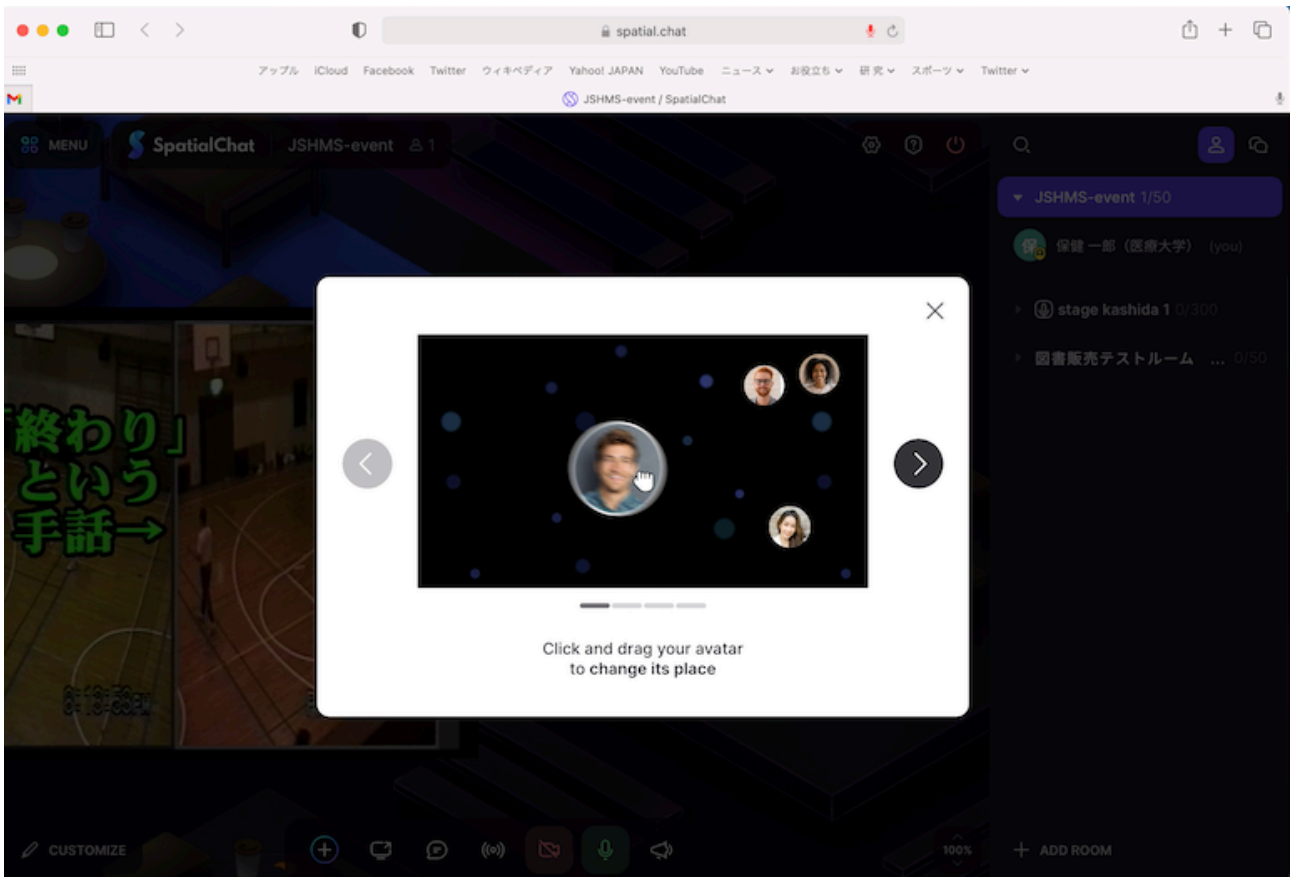 spatial.chat
アップル iCloud Facebook Twitter ウィキペディア Yahoo! JAPAN YouTube ニュース お役立ち 研究 スポーツ Twitter
JSHMS-event / SpatialChat
MENU SpatialChat JSHMS-event 1
JSHMS-event 1/50
保 保健 一郎（医療大学） (you)
stage kashida 1 0/300
図書販売テストルーム ... 0/50
「終わり」
という
手話→
Click and drag your avatar
to change its place
CUSTOMIZE
100%
ADD ROOM